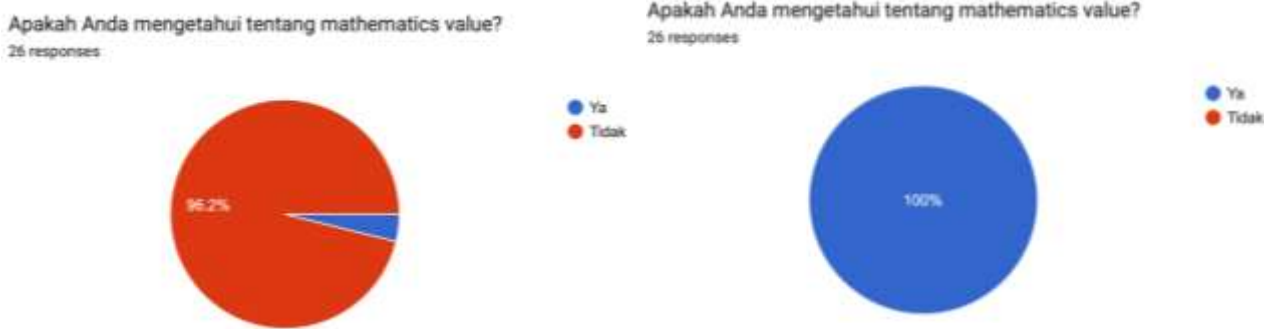 Apakah Anda mengetahui tentang mathematics value?
26 responses
Ya
Tidak
96.2%
Apakah Anda mengetahui tentang mathematics value?
26 responses
Ya
Tidak
100%